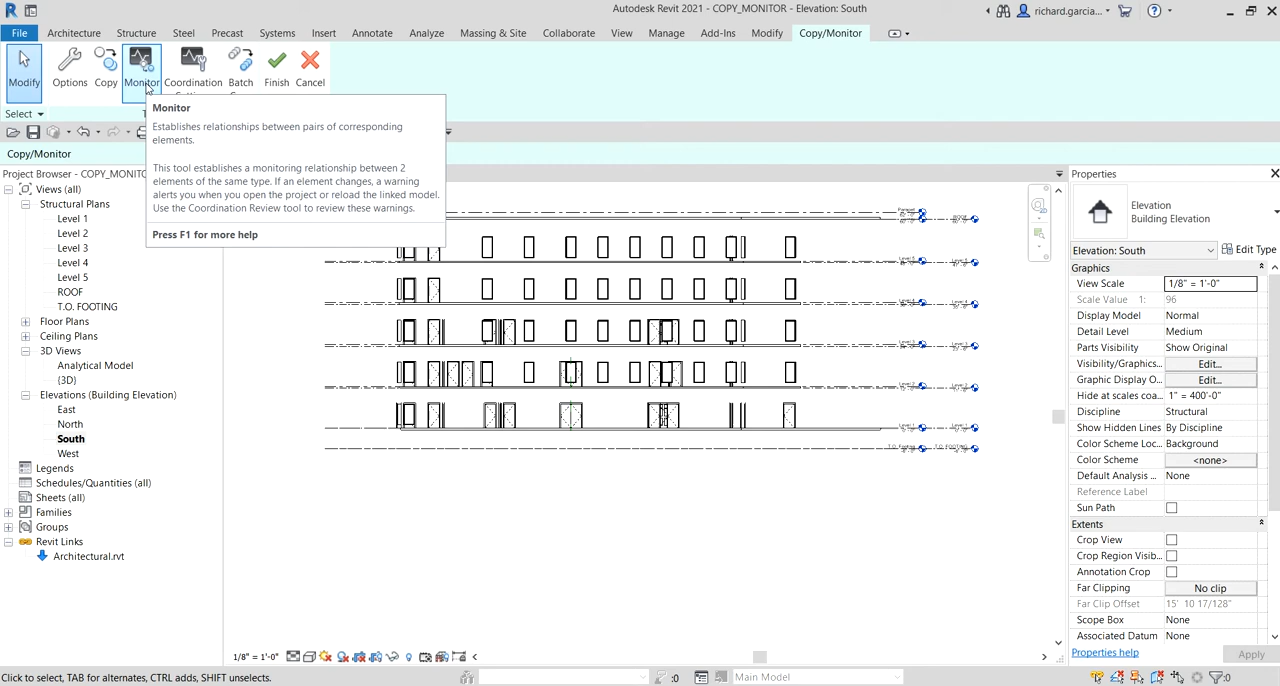 Autodesk Revit 2021 - COPY_MONITOR - Elevation: South
richard.garcia...
File Architecture Structure Steel Precast Systems Insert Annotate Analyze Massing & Site Collaborate View Manage Add-Ins Modify Copy/Monitor
Modify Options Copy Monitor Coordination Batch Finish Cancel
Select
Monitor
Establishes relationships between pairs of corresponding
elements.
This tool establishes a monitoring relationship between 2
elements of the same type. If an element changes, a warning
alerts you when you open the project or reload the linked model.
Use the Coordination Review tool to review these warnings.
Press F1 for more help
Copy/Monitor
Project Browser - COPY_MONITO
Views (all)
Structural Plans
Level 1
Level 2
Level 3
Level 4
Level 5
ROOF
T.O. FOOTING
Floor Plans
Ceiling Plans
3D Views
Analytical Model
{3D}
Elevations (Building Elevation)
East
North
South
West
Legends
Schedules/Quantities (all)
Sheets (all)
Families
Groups
Revit Links
Architectural.rvt
Properties
Elevation
Building Elevation
Elevation: South
Edit Type
Graphics
View Scale 1/8" = 1'-0"
Scale Value 1: 96
Display Model Normal
Detail Level Medium
Parts Visibility Show Original
Visibility/Graphics... Edit...
Graphic Display O... Edit...
Hide at scales coa... 1" = 400'-0"
Discipline Structural
Show Hidden Lines By Discipline
Color Scheme Loc... Background
Color Scheme <none>
Default Analysis ... None
Reference Label
Sun Path
Extents
Crop View
Crop Region Visib...
Annotation Crop
Far Clipping No clip
Far Clip Offset 15' 10 17/128"
Scope Box None
Associated Datum None
Properties help
Apply
1/8" = 1'-0"
Click to select, TAB for alternates, CTRL adds, SHIFT unselects.
:0
Main Model
:0